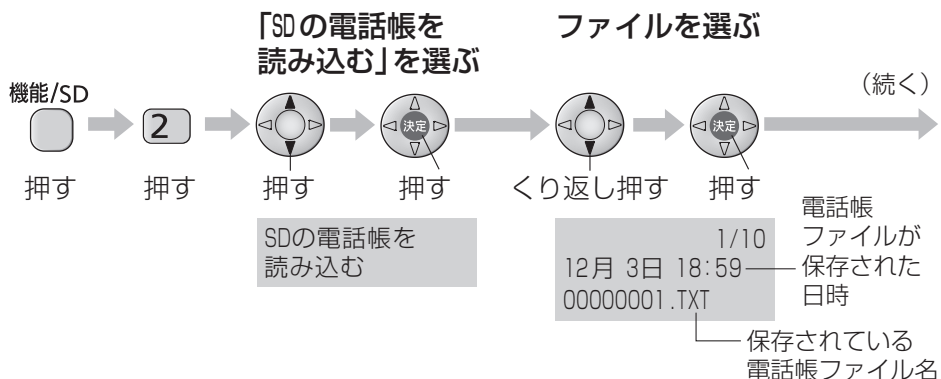 「SDの電話帳を
読み込む」を選ぶ
ファイルを選ぶ
機能/SD
(続く)
2
決定
決定
押す
押す
押す
押す
くり返し押す
押す
SDの電話帳を
読み込む
1/10
12月 3日 18:59
00000001.TXT
電話帳
ファイルが
保存された
日時
保存されている
電話帳ファイル名